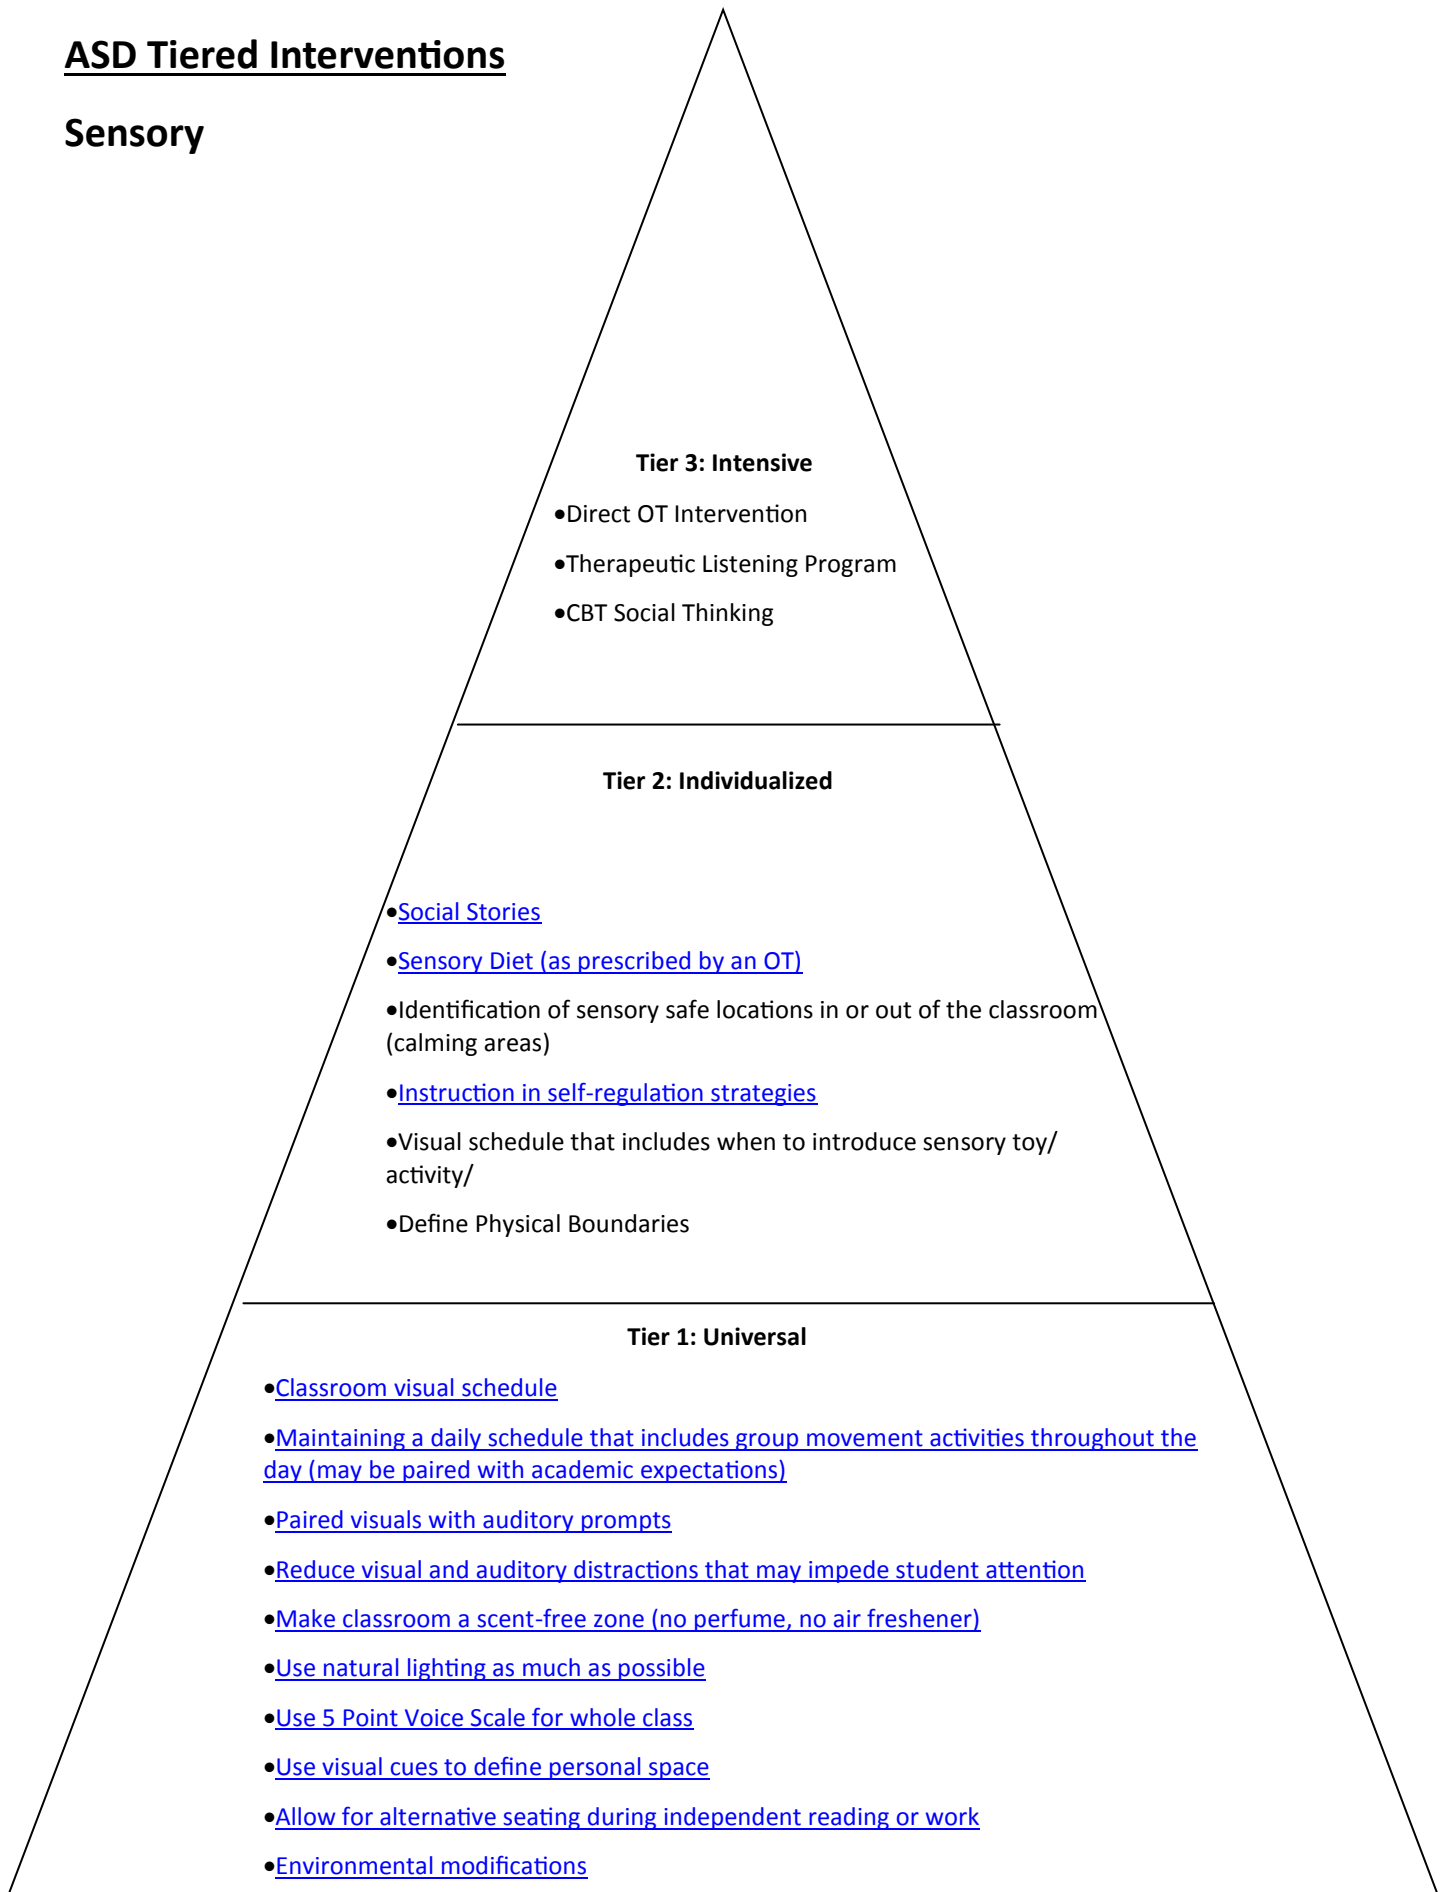 ASD Tiered Interventions
Sensory
Tier 3: Intensive
•Direct OT Intervention
•Therapeutic Listening Program
•CBT Social Thinking
Tier 2: Individualized
•Social Stories
•Sensory Diet (as prescribed by an OT)
•Identification of sensory safe locations in or out of the classroom
(calming areas)
•Instruction in self-regulation strategies
•Visual schedule that includes when to introduce sensory toy/
activity/
•Define Physical Boundaries
Tier 1: Universal
•Classroom visual schedule
•Maintaining a daily schedule that includes group movement activities throughout the
day (may be paired with academic expectations)
•Paired visuals with auditory prompts
•Reduce visual and auditory distractions that may impede student attention
•Make classroom a scent-free zone (no perfume, no air freshener)
•Use natural lighting as much as possible
•Use 5 Point Voice Scale for whole class
•Use visual cues to define personal space
•Allow for alternative seating during independent reading or work
•Environmental modifications